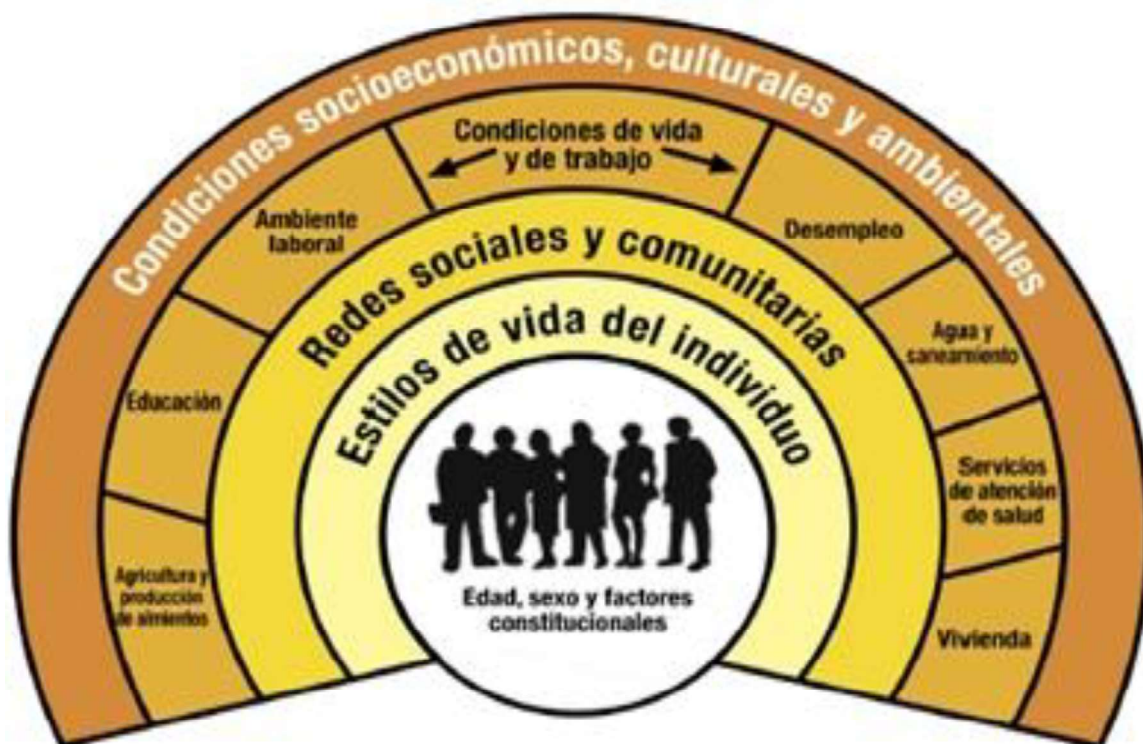 Condiciones socioeconómicos, culturales y ambientales
Condiciones de vida
y de trabajo
Ambiente
laboral
Desempleo
Educación
Agua y
saneamiento
Agricultura y
producción
de almientos
Servicios
de atención
de salud
Vivienda
Redes sociales y comunitarias
Estilos de vida del individuo
Edad, sexo y factores
constitucionales